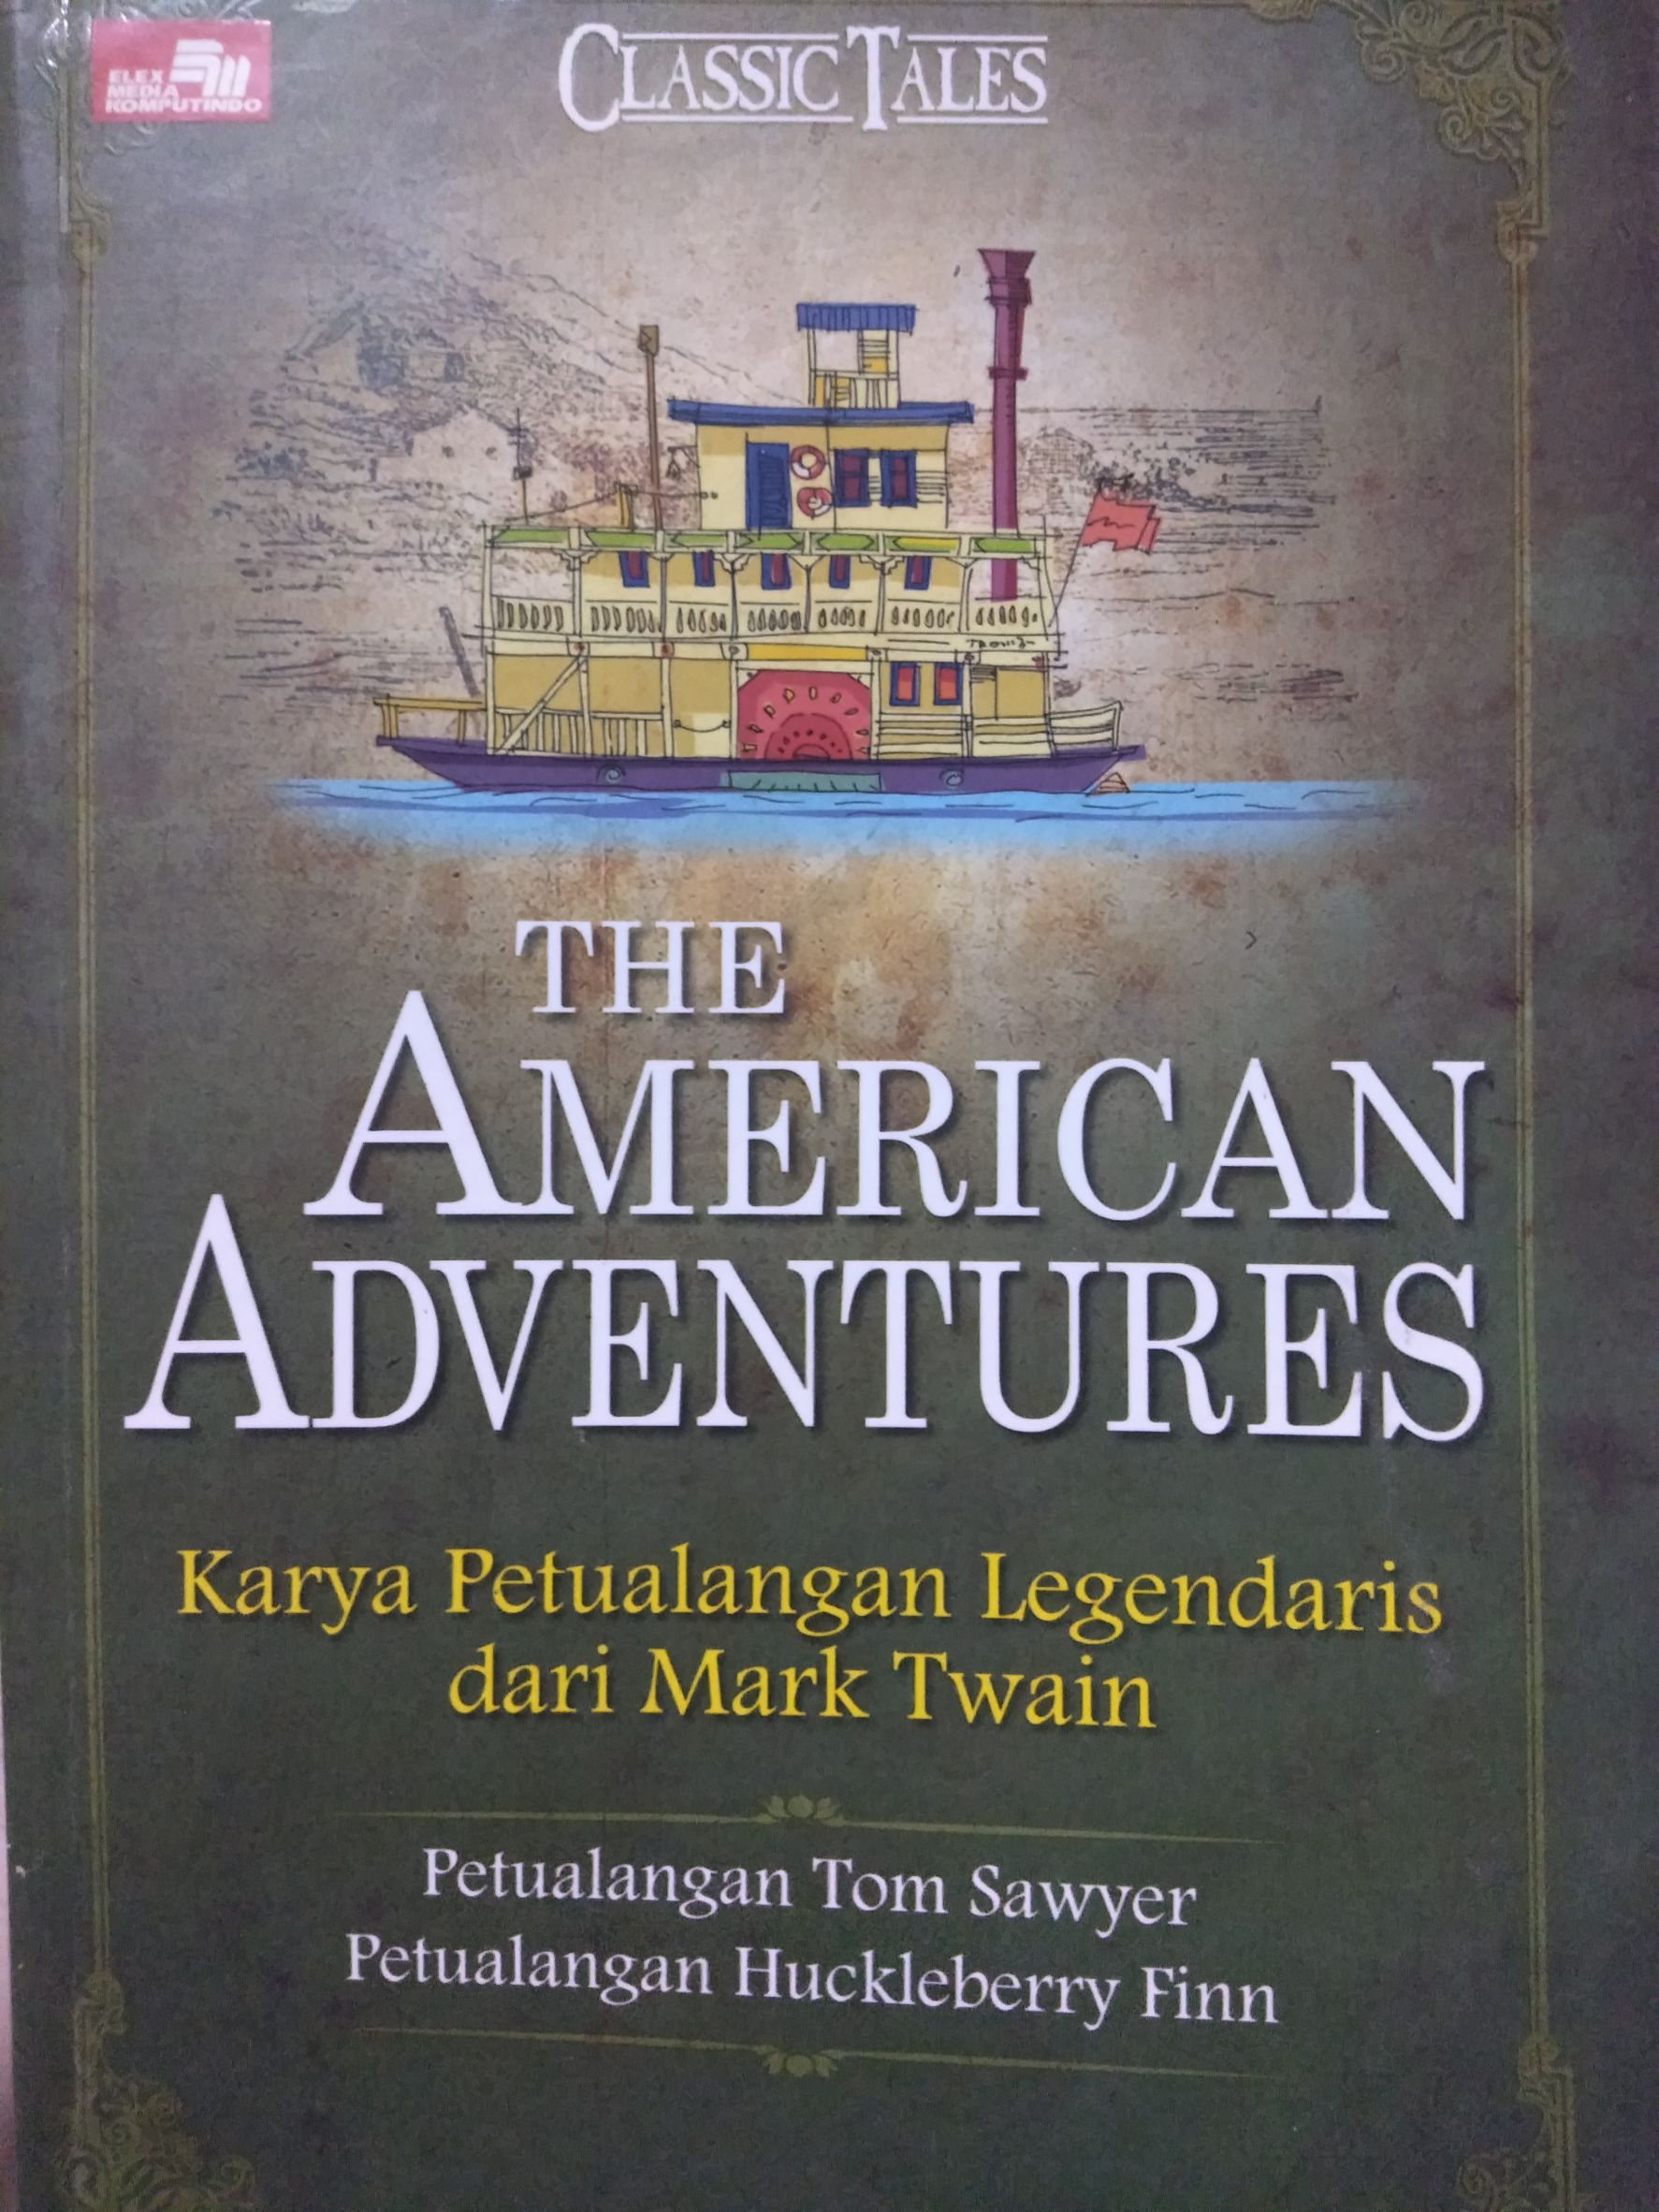 ELEX
MEDIA
KOMPUTINDO
CLASSIC TALES
THE
AMERICAN
ADVENTURES
Karya Petualangan Legendaris
dari Mark Twain
Petualangan Tom Sawyer
Petualangan Huckleberry Finn